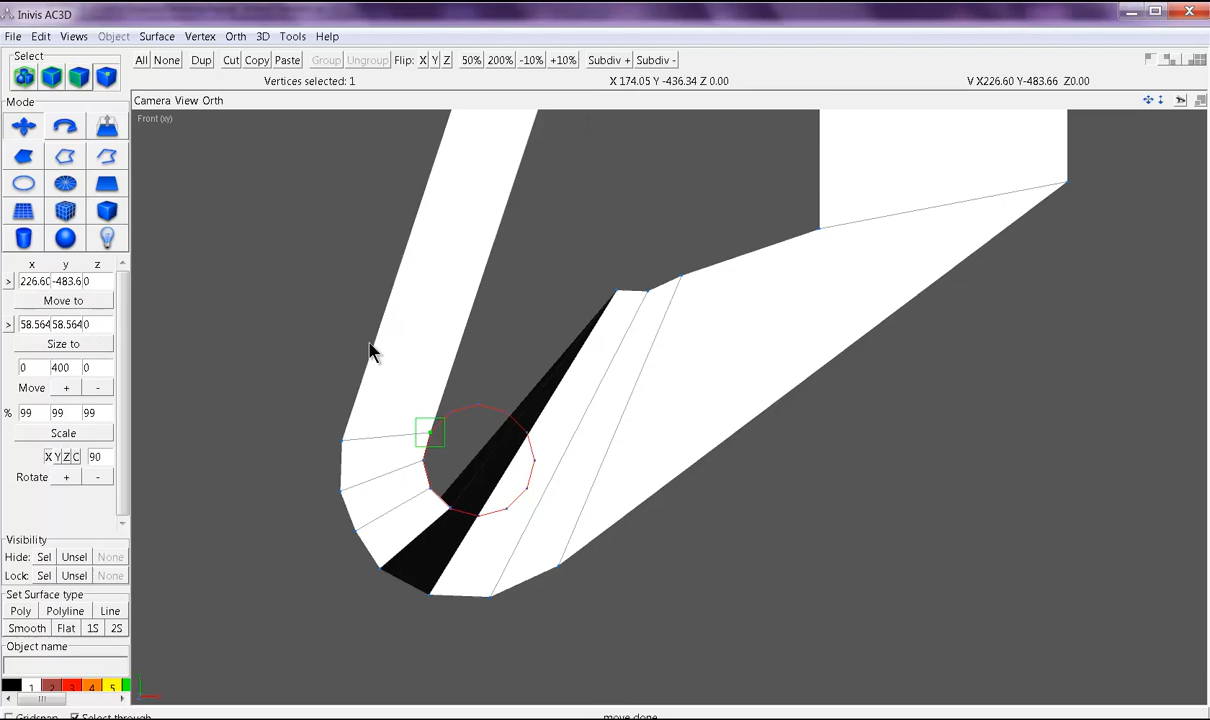 Inivis AC3D
File Edit Views Object Surface Vertex Orth 3D Tools Help
Select
All None Dup Cut Copy Paste Group Ungroup Flip: X Y Z 50% 200% -10% +10% Subdiv + Subdiv -
Vertices selected: 1 X 174.05 Y -436.34 Z 0.00 V X226.60 Y-483.66 Z0.00
Mode
Camera View Orth
Front (xy)
x y z
> 226.60 -483.6 0
Move to
> 58.564 58.564 0
Size to
0 400 0
Move + -
% 99 99 99
Scale
X Y Z C 90
Rotate + -
Visibility
Hide: Sel Unsel None
Lock: Sel Unsel None
Set Surface type
Poly Polyline Line
Smooth Flat 1S 2S
Object name
1 3 4 5
Gridsnap Select through move done